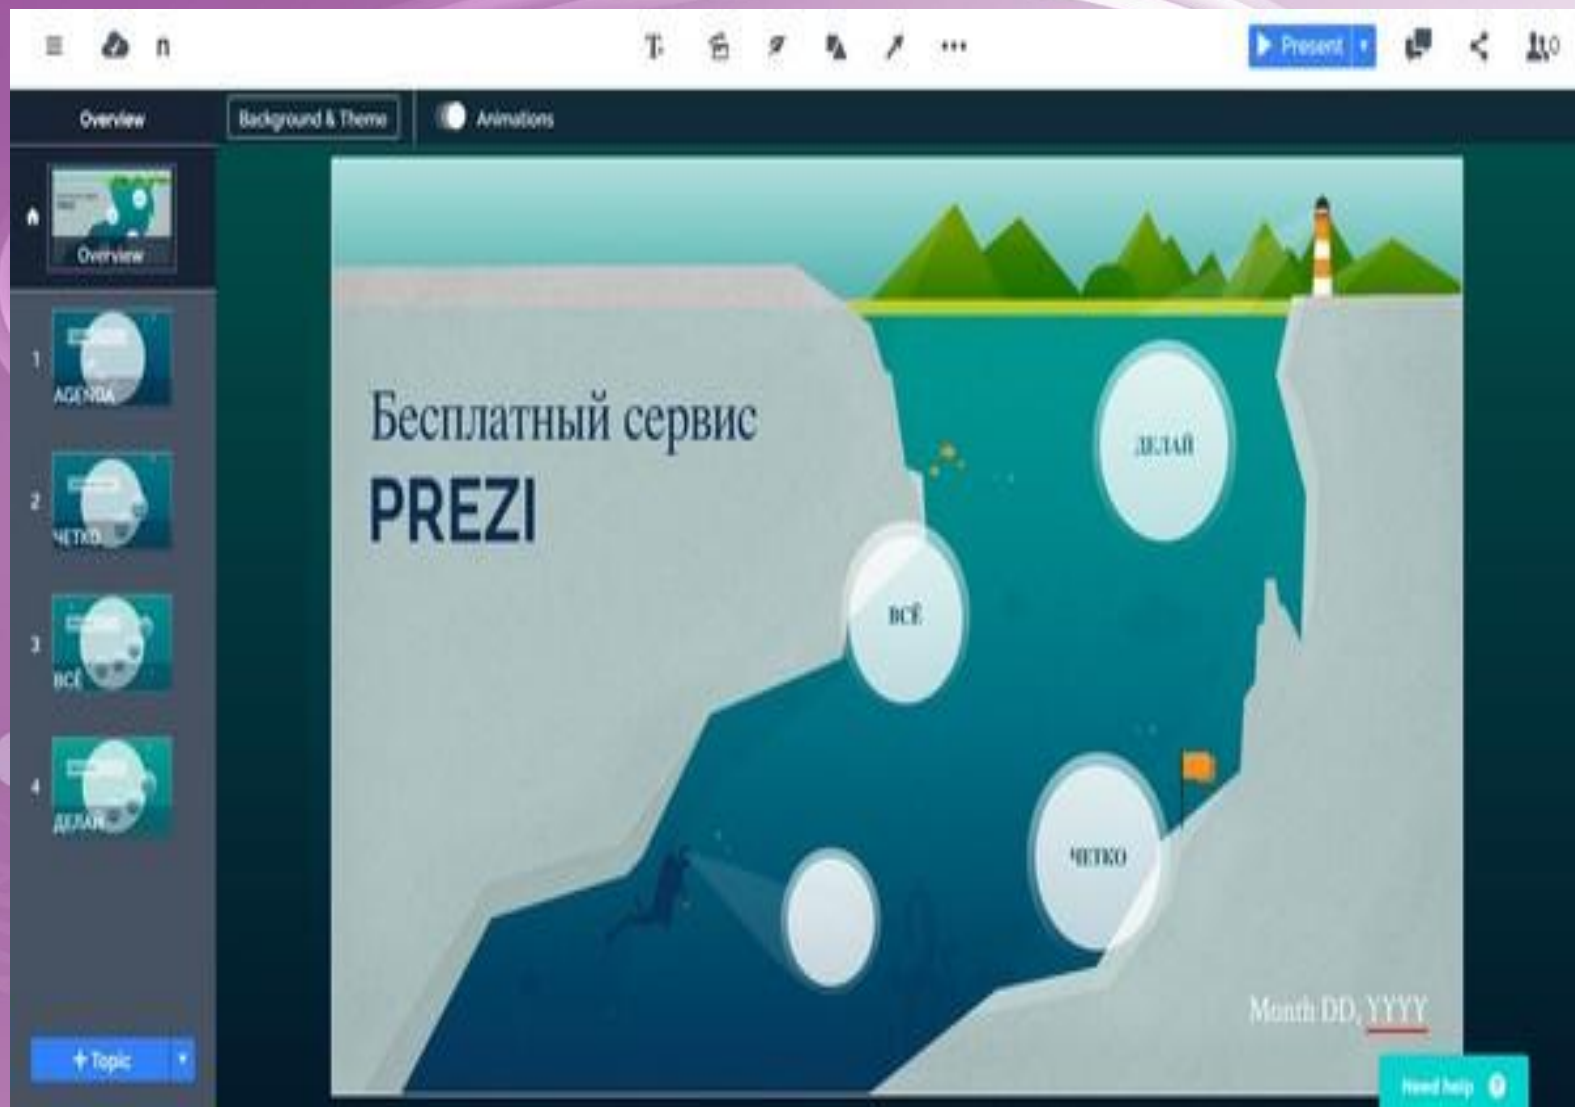 n
Present
0
Overview
Background & Theme
Animations
Overview
1
AGENDA
2
ЧЕТКО
3
ВСЁ
4
ДЕЛАЙ
+ Topic
Бесплатный сервис
PREZI
ДЕЛАЙ
ВСЁ
ЧЕТКО
Month DD, YYYY
Need help ?